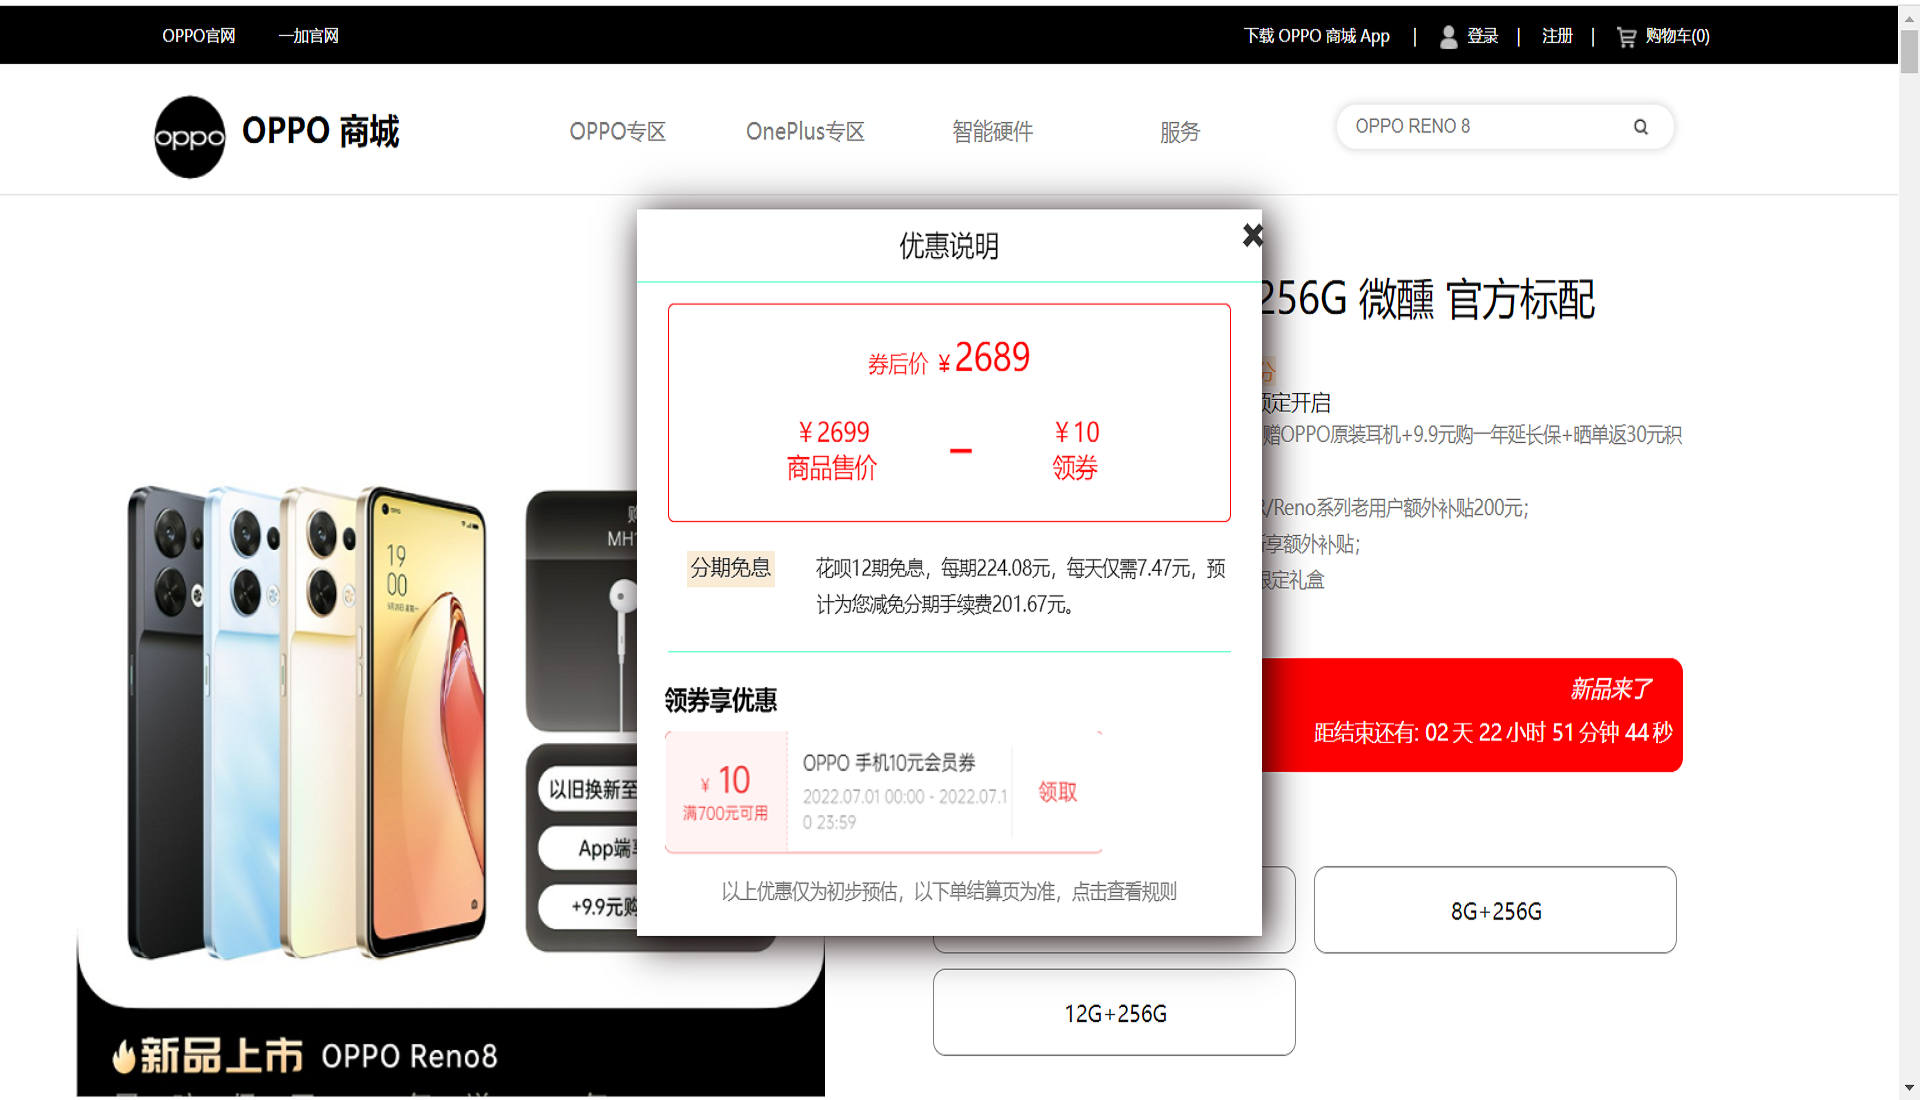 OPPO官网 一加官网 下载 OPPO 商城 App | 登录 | 注册 | 购物车(0)
oppo OPPO 商城 OPPO专区 OnePlus专区 智能硬件 服务 OPPO RENO 8
优惠说明
券后价 ¥2689
¥2699 - ¥10
商品售价 领券
分期免息 花呗12期免息，每期224.08元，每天仅需7.47元，预
计为您减免分期手续费201.67元。
领券享优惠
¥ 10
满700元可用
OPPO 手机10元会员券
2022.07.01 00:00 - 2022.07.1
0 23:59
领取
以上优惠仅为初步预估，以下单结算页为准，点击查看规则
256G 微醺 官方标配
定开启
赠OPPO原装耳机+9.9元购一年延长保+晒单返30元积
/Reno系列老用户额外补贴200元；
享额外补贴；
限定礼盒
新品来了
距结束还有: 02 天 22 小时 51 分钟 44 秒
8G+256G
12G+256G
19
00
购
MH1
以旧换新至
App端
+9.9元购
新品上市 OPPO Reno8